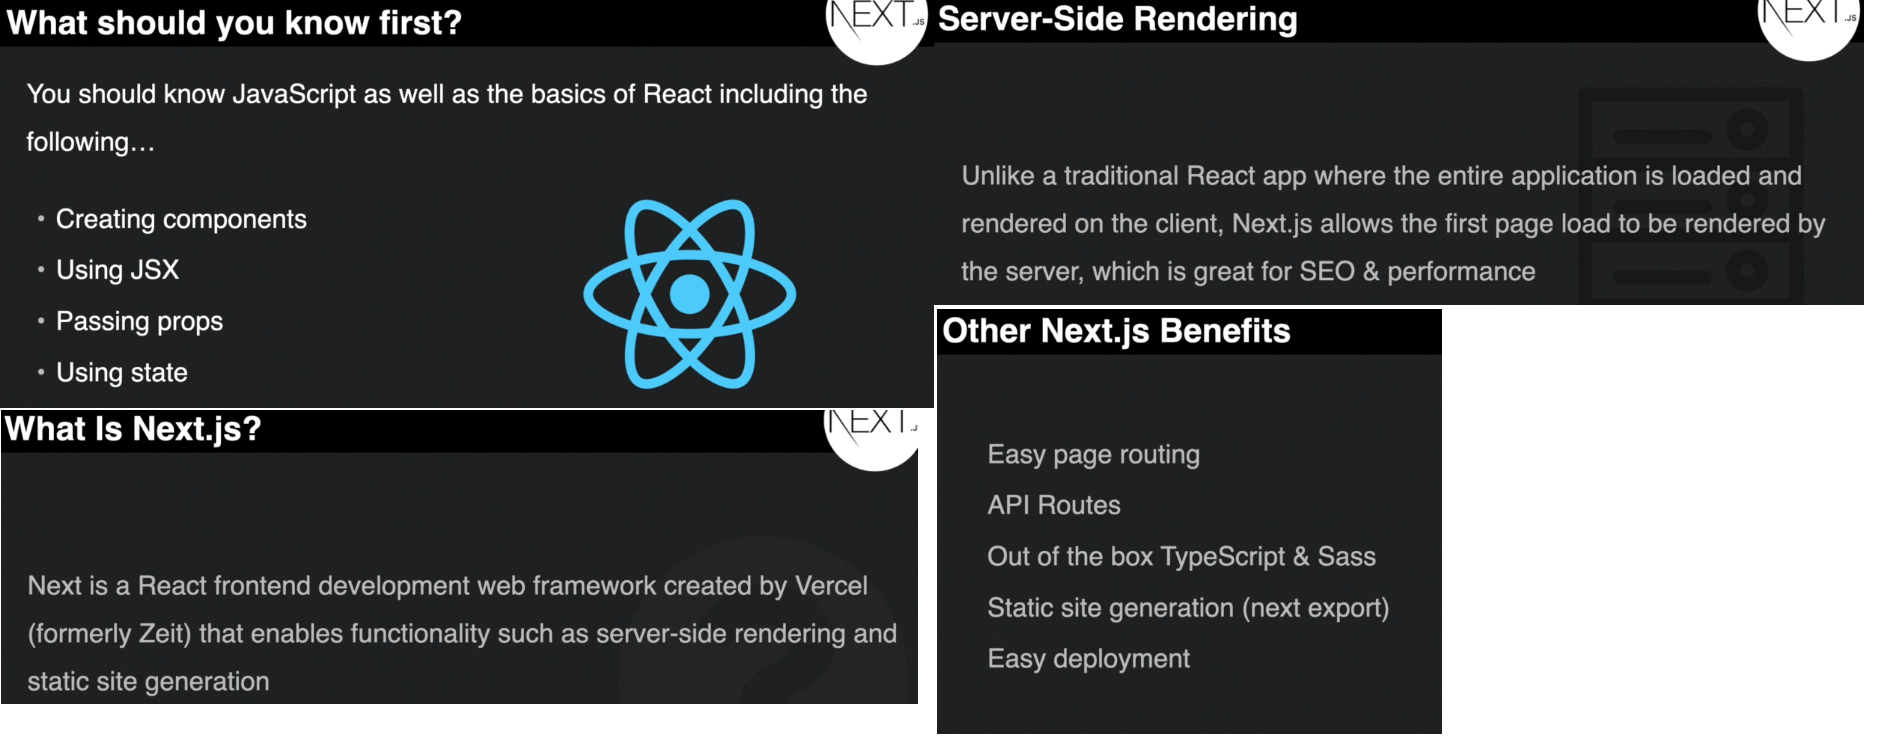 What should you know first?
NEXT.JS
You should know JavaScript as well as the basics of React including the
following…
• Creating components
• Using JSX
• Passing props
• Using state
What Is Next.js?
NEXT.J
Next is a React frontend development web framework created by Vercel
(formerly Zeit) that enables functionality such as server-side rendering and
static site generation
Server-Side Rendering
NEXT.JS
Unlike a traditional React app where the entire application is loaded and
rendered on the client, Next.js allows the first page load to be rendered by
the server, which is great for SEO & performance
Other Next.js Benefits
Easy page routing
API Routes
Out of the box TypeScript & Sass
Static site generation (next export)
Easy deployment